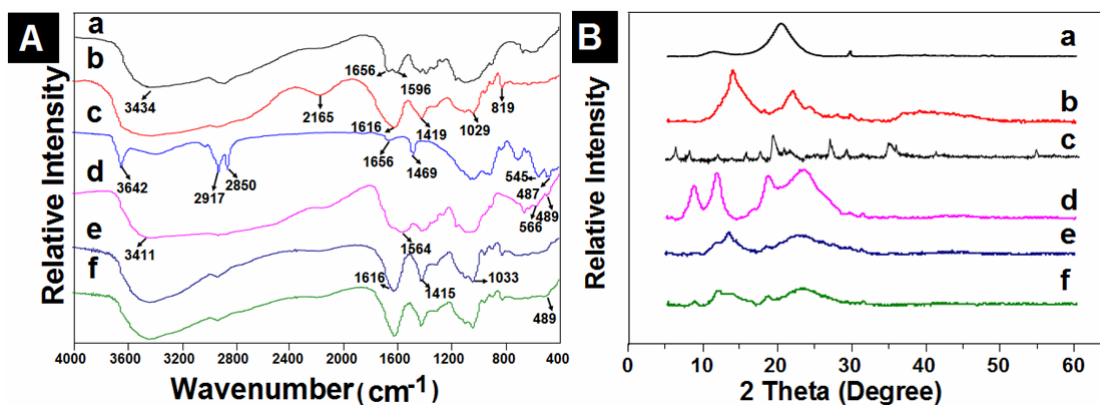 A
a
b
c
d
e
f
3434
1656
1596
2165
1616
1419
1029
819
3642
2917
2850
1656
1469
545
487
3411
1564
566
489
1616
1415
1033
489
Relative Intensity
4000 3600 3200 2800 2400 2000 1600 1200 800 400
Wavenumber (cm-1)
B
a
b
c
d
e
f
Relative Intensity
0 10 20 30 40 50 60
2 Theta (Degree)